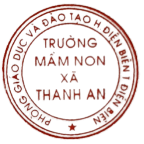 PHÒNG GIÁO DỤC VÀ ĐÀO TẠO H ĐIỆN BIÊN T ĐIỆN BIÊN
TRƯỜNG
MẦM NON
XÃ
THANH AN